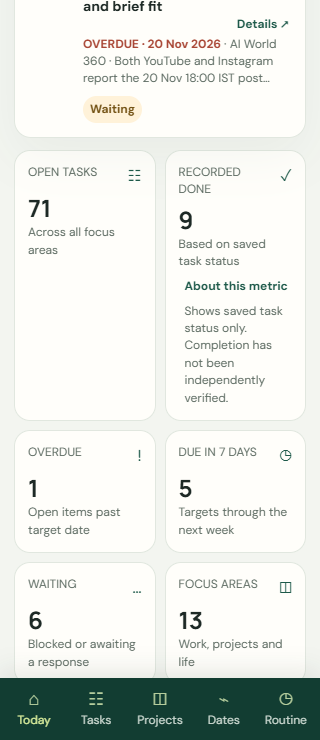 and brief fit
Details ↗
OVERDUE · 20 Nov 2026 · AI World
360 · Both YouTube and Instagram
report the 20 Nov 18:00 IST post…
Waiting
OPEN TASKS
71
Across all focus
areas
RECORDED
DONE
9
Based on saved
task status
About this metric
Shows saved task
status only.
Completion has
not been
independently
verified.
OVERDUE
!
1
Open items past
target date
DUE IN 7 DAYS
5
Targets through the
next week
WAITING
…
6
Blocked or awaiting
a response
FOCUS AREAS
13
Work, projects and
life
Today
Tasks
Projects
Dates
Routine